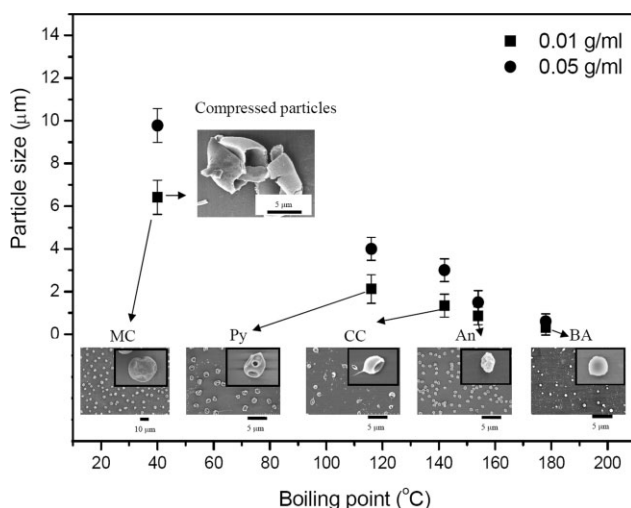 14
12
10
8
6
4
2
0
Particle size (μm)
0.01 g/ml
0.05 g/ml
Compressed particles
5 μm
MC
Py
CC
An
BA
10 μm
5 μm
5 μm
5 μm
5 μm
20 40 60 80 100 120 140 160 180 200
Boiling point (°C)